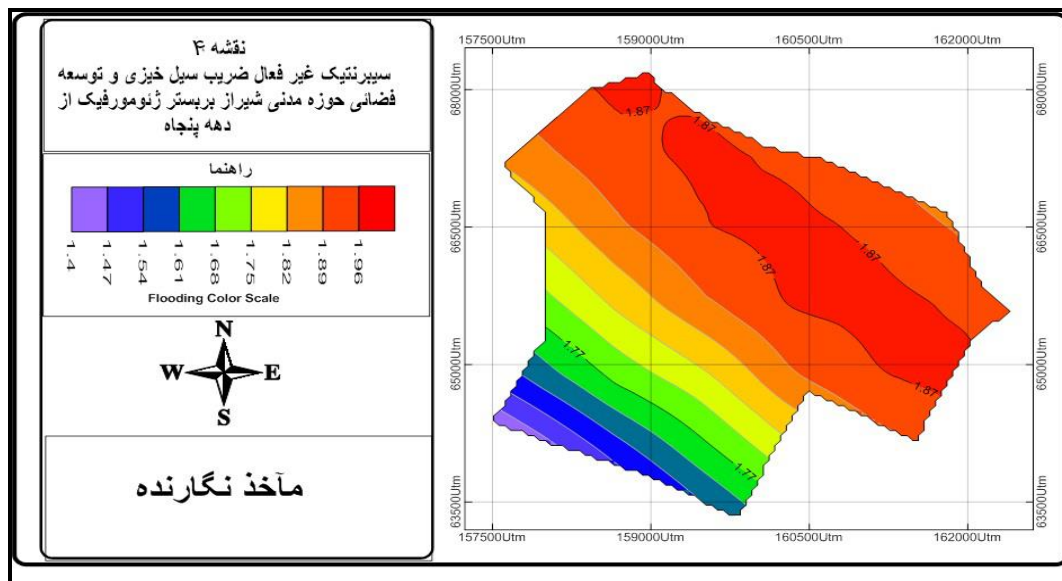 نقشه ۴
سیبرنتیک غیر فعال ضریب سیل خیزی و توسعه
فضائی حوزه مدنی شیراز بربستر ژئومورفیک از
دهه پنجاه
راهنما
1.4 1.47 1.54 1.61 1.68 1.75 1.82 1.89 1.96
Flooding Color Scale
N
W E
S
مآخذ نگارنده
157500Utm 159000Utm 160500Utm 162000Utm
68000Utm 68000Utm
66500Utm 66500Utm
65000Utm 65000Utm
63500Utm 63500Utm
1.87
1.87
1.87
1.87
1.87
1.77
1.77
157500Utm 159000Utm 160500Utm 162000Utm